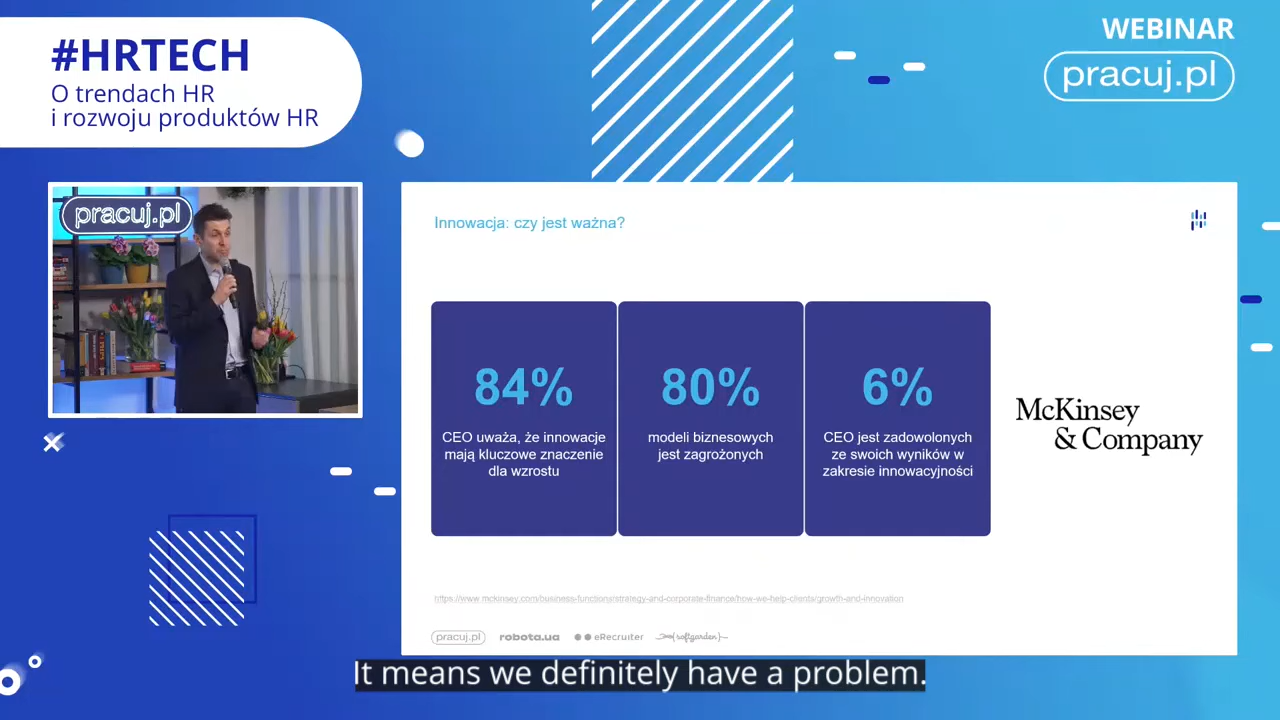 #HRTECH
O trendach HR
i rozwoju produktów HR
WEBINAR
pracuj.pl
pracuj.pl
Innowacja: czy jest ważna?
84%
CEO uważa, że innowacje
mają kluczowe znaczenie
dla wzrostu
80%
modeli biznesowych
jest zagrożonych
6%
CEO jest zadowolonych
ze swoich wyników w
zakresie innowacyjności
McKinsey
& Company
https://www.mckinsey.com/business-functions/strategy-and-corporate-finance/how-we-help-clients/growth-and-innovation
pracuj.pl robota.ua eRecruiter softgarden
It means we definitely have a problem.